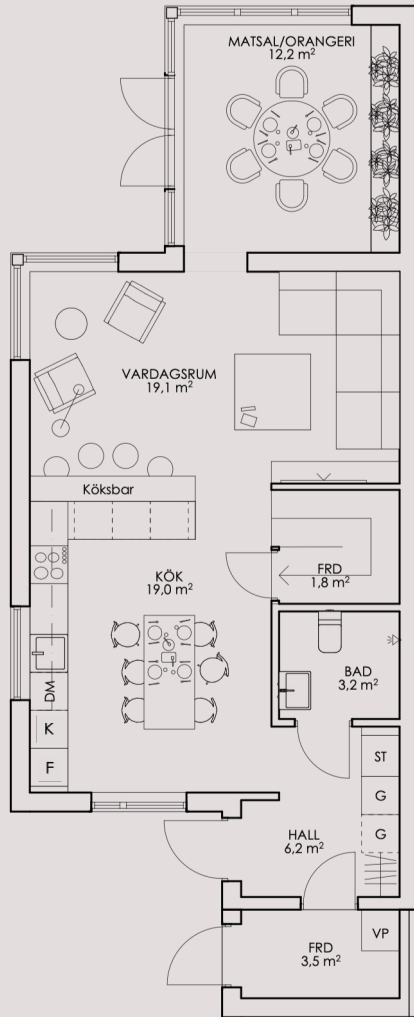 MATSAL/ORANGERI
12,2 m²
VARDAGSRUM
19,1 m²
Köksbar
KÖK
19,0 m²
FRD
1,8 m²
DM
K
F
BAD
3,2 m²
ST
G
G
HALL
6,2 m²
FRD
3,5 m²
VP